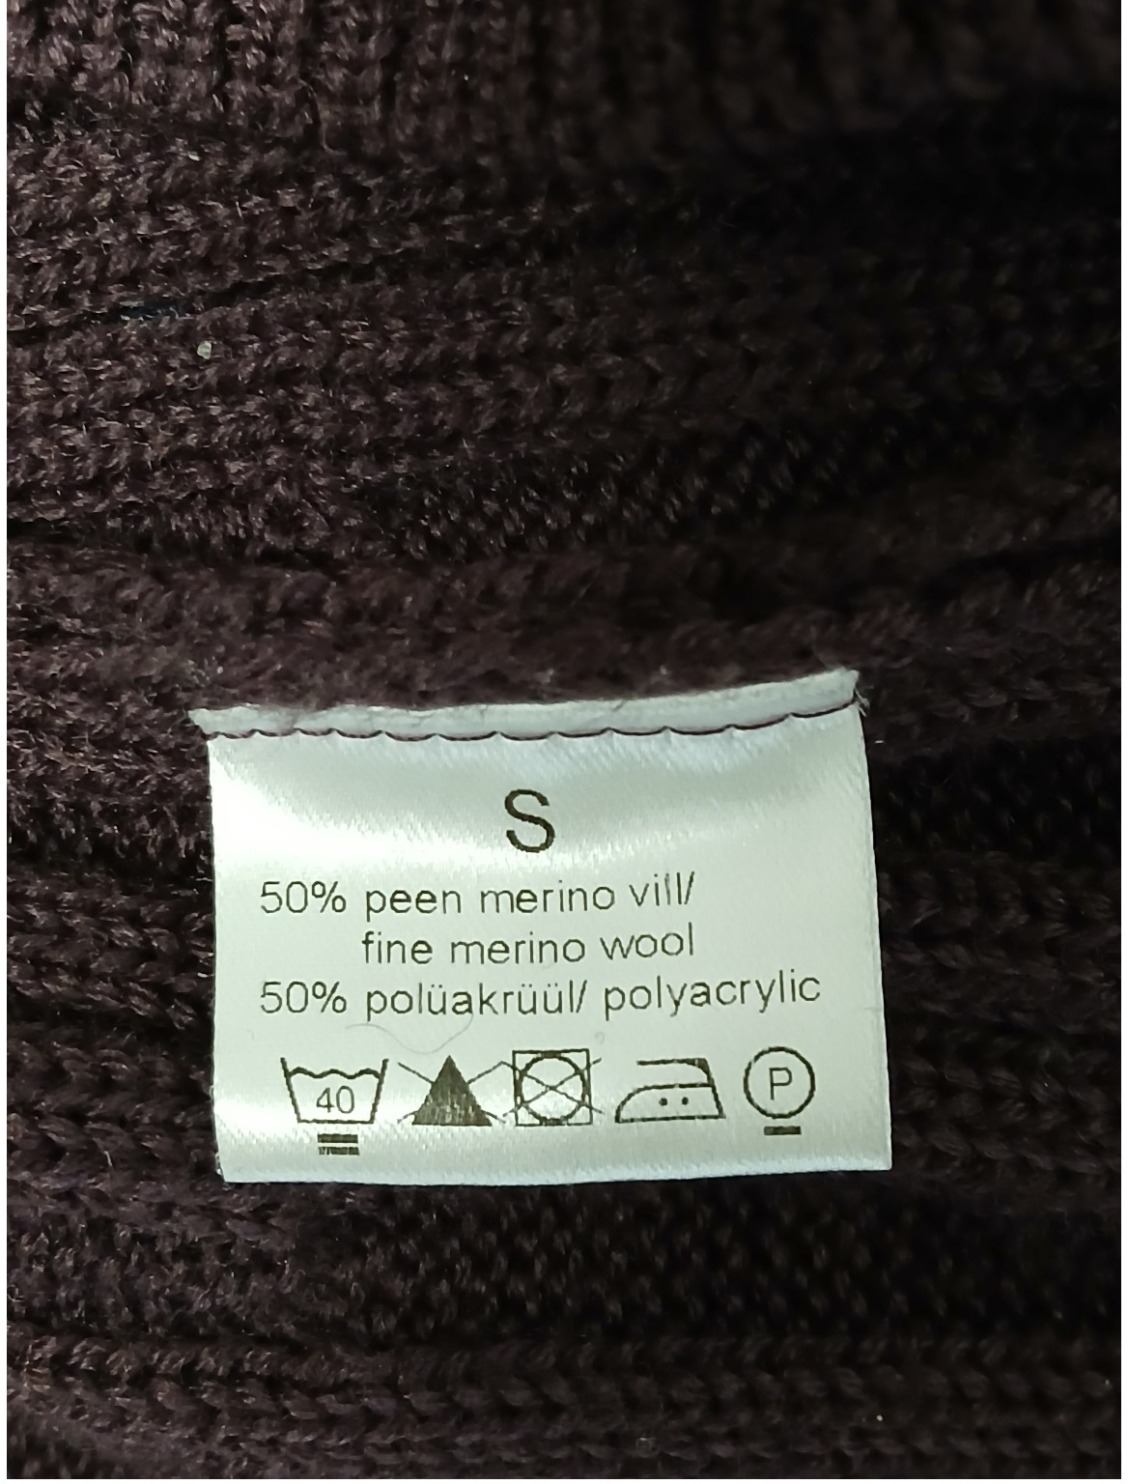 S
50% peen merino vill/
fine merino wool
50% polüakrüül/ polyacrylic
40 P